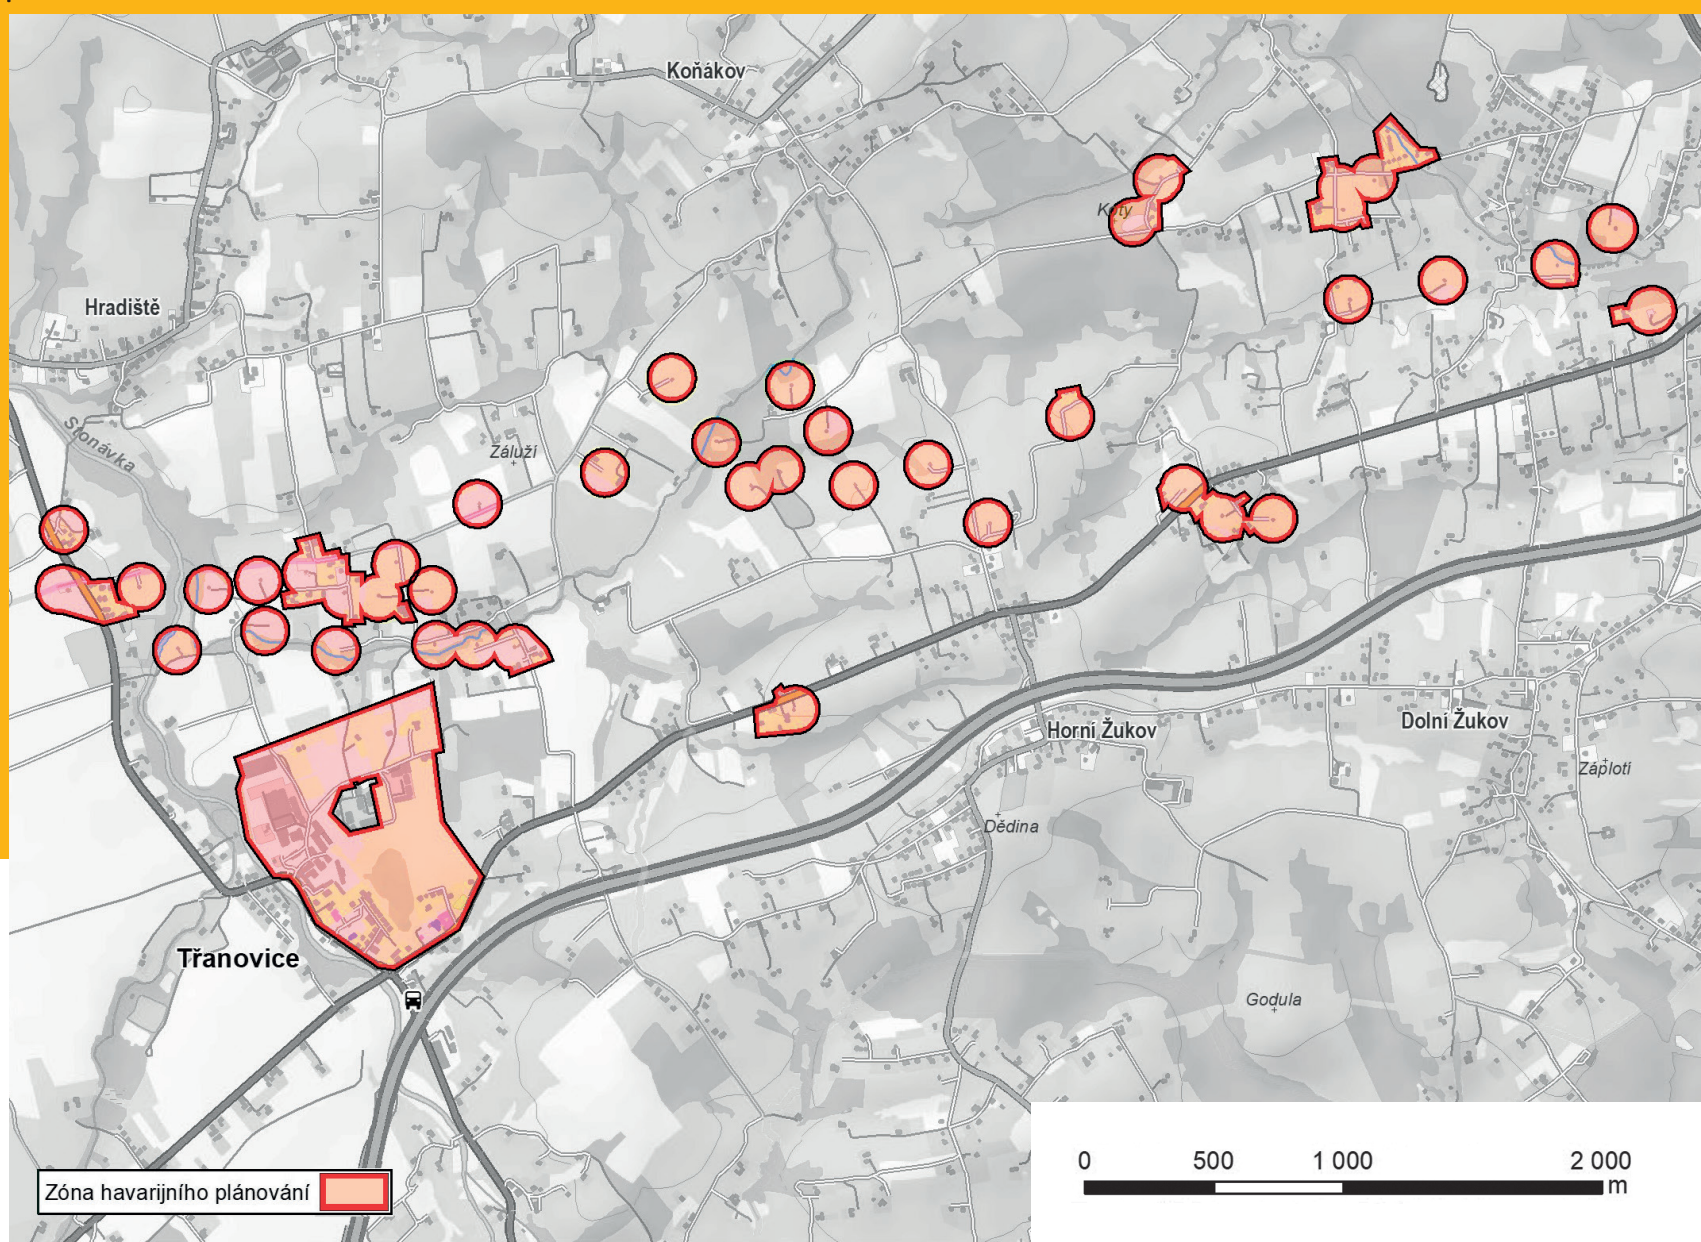 Koňákov
Koty
Hradiště
Stonávka
Záluží
Horní Žukov
Dolní Žukov
Záplotí
Dědina
Třanovice
Godula
Zóna havarijního plánování
0 500 1 000 2 000
m